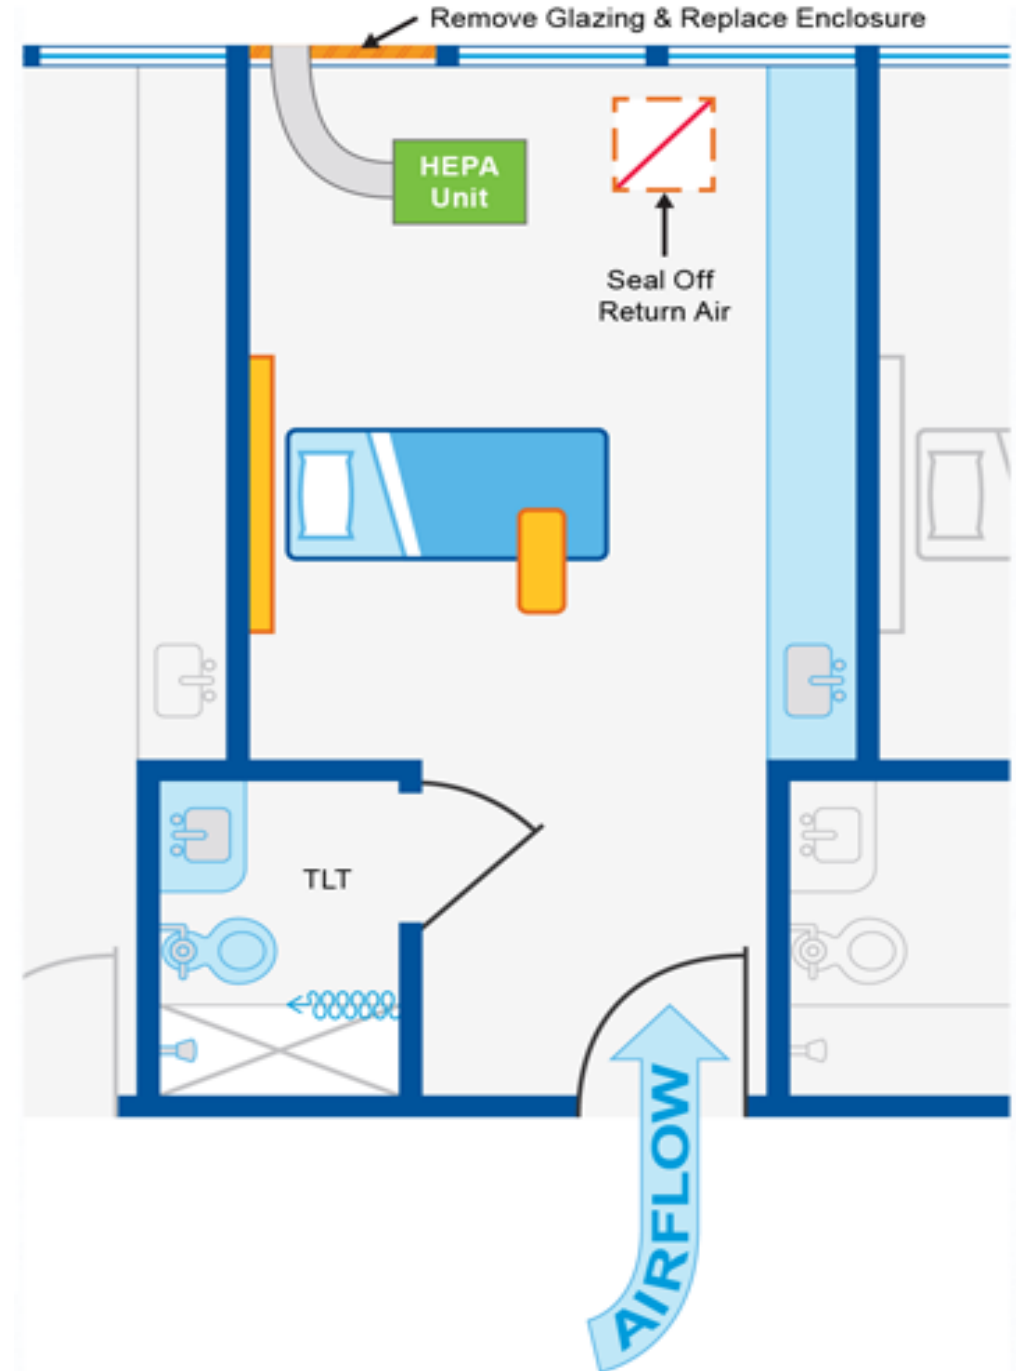 Remove Glazing & Replace Enclosure
HEPA
Unit
Seal Off
Return Air
TLT
AIRFLOW